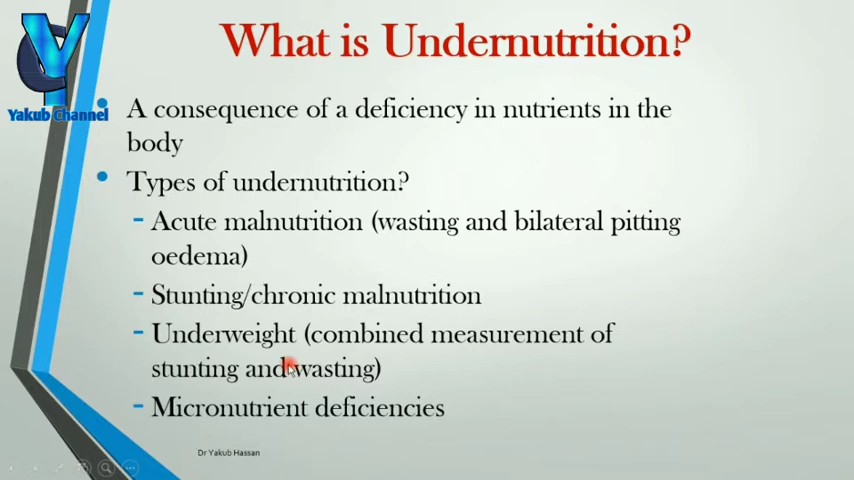 What is Undernutrition?
Yakub Channel
• A consequence of a deficiency in nutrients in the
body
• Types of undernutrition?
- Acute malnutrition (wasting and bilateral pitting
oedema)
- Stunting/chronic malnutrition
- Underweight (combined measurement of
stunting and wasting)
- Micronutrient deficiencies
Dr Yakub Hassan